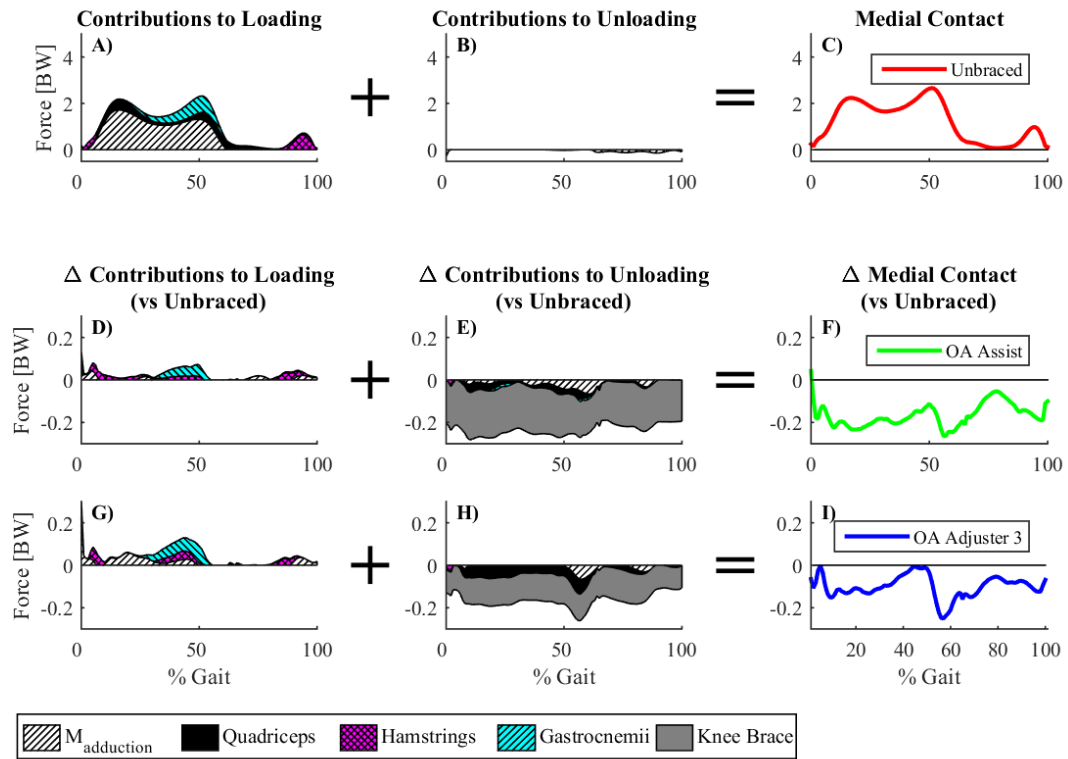 Contributions to Loading
Contributions to Unloading
Medial Contact
A)
B)
C)
Unbraced
Force [BW]
4
2
0
0
50
100
4
2
0
0
50
100
4
2
0
0
50
100
+
=
Δ Contributions to Loading
(vs Unbraced)
Δ Contributions to Unloading
(vs Unbraced)
Δ Medial Contact
(vs Unbraced)
D)
E)
F)
OA Assist
Force [BW]
0.2
0
-0.2
0
50
100
0.2
0
-0.2
0
50
100
0.2
0
-0.2
0
50
100
+
=
G)
H)
I)
OA Adjuster 3
Force [BW]
0.2
0
-0.2
0
50
100
% Gait
0.2
0
-0.2
0
50
100
% Gait
0.2
0
-0.2
20
40
60
80
100
% Gait
+
=
M adduction
Quadriceps
Hamstrings
Gastrocnemii
Knee Brace